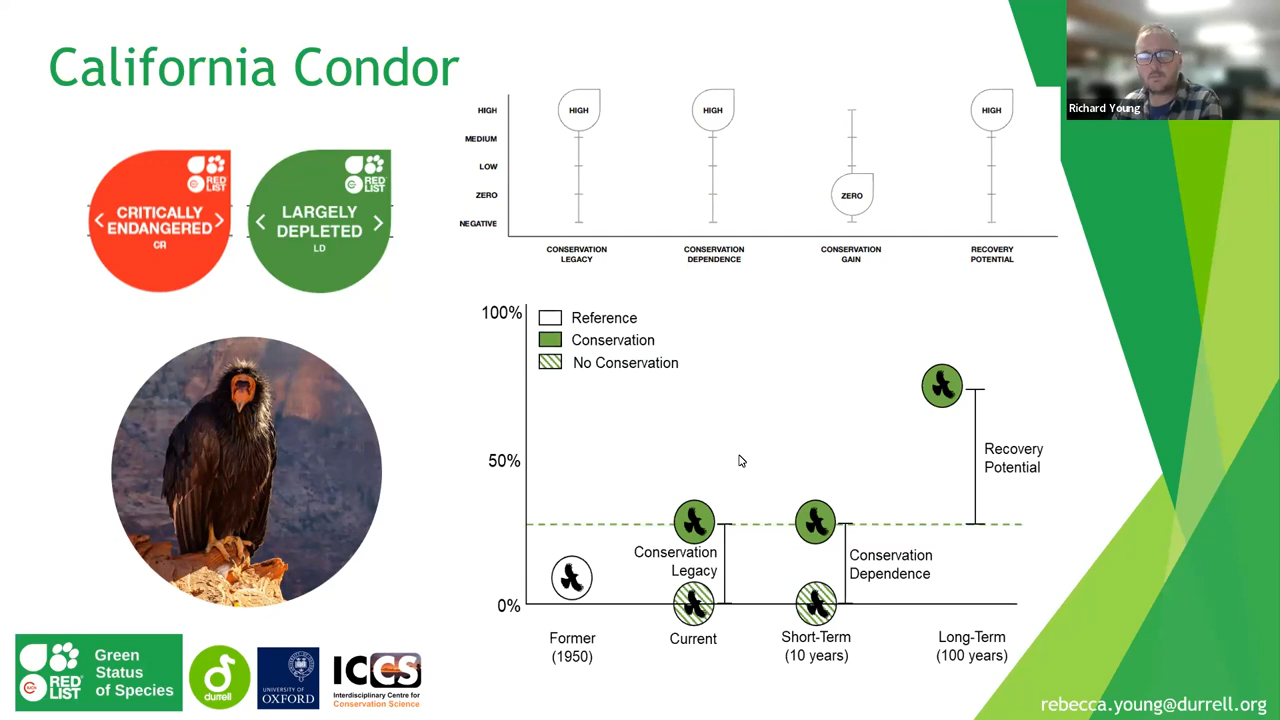 California Condor
Richard Young
RED
LIST
< CRITICALLY >
ENDANGERED
CR
RED
LIST
< LARGELY >
DEPLETED
LD
HIGH
MEDIUM
LOW
ZERO
NEGATIVE
HIGH
HIGH
ZERO
HIGH
CONSERVATION
LEGACY
CONSERVATION
DEPENDENCE
CONSERVATION
GAIN
RECOVERY
POTENTIAL
100%
50%
0%
Reference
Conservation
No Conservation
Recovery
Potential
Conservation
Legacy
Conservation
Dependence
Former
(1950)
Current
Short-Term
(10 years)
Long-Term
(100 years)
RED
LIST
Green
Status
of Species
durrell
UNIVERSITY OF
OXFORD
ICCS
Interdisciplinary Centre for
Conservation Science
rebecca.young@durrell.org